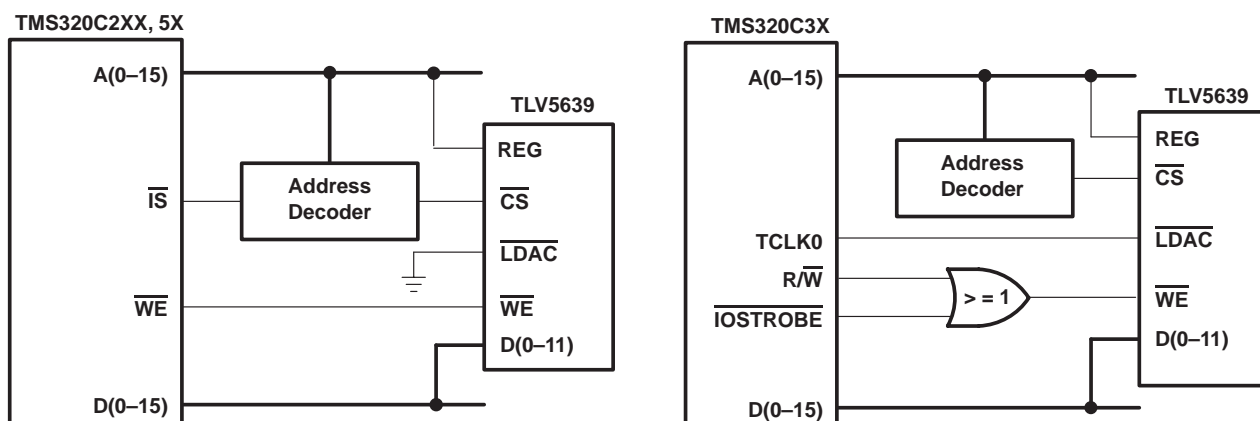 TMS320C2XX, 5X
A(0–15)
TLV5639
REG
Address
Decoder
IS
CS
LDAC
WE
WE
D(0–11)
D(0–15)
TMS320C3X
A(0–15)
TLV5639
REG
Address
Decoder
CS
TCLK0
LDAC
R/W
> = 1
WE
IOSTROBE
D(0–11)
D(0–15)